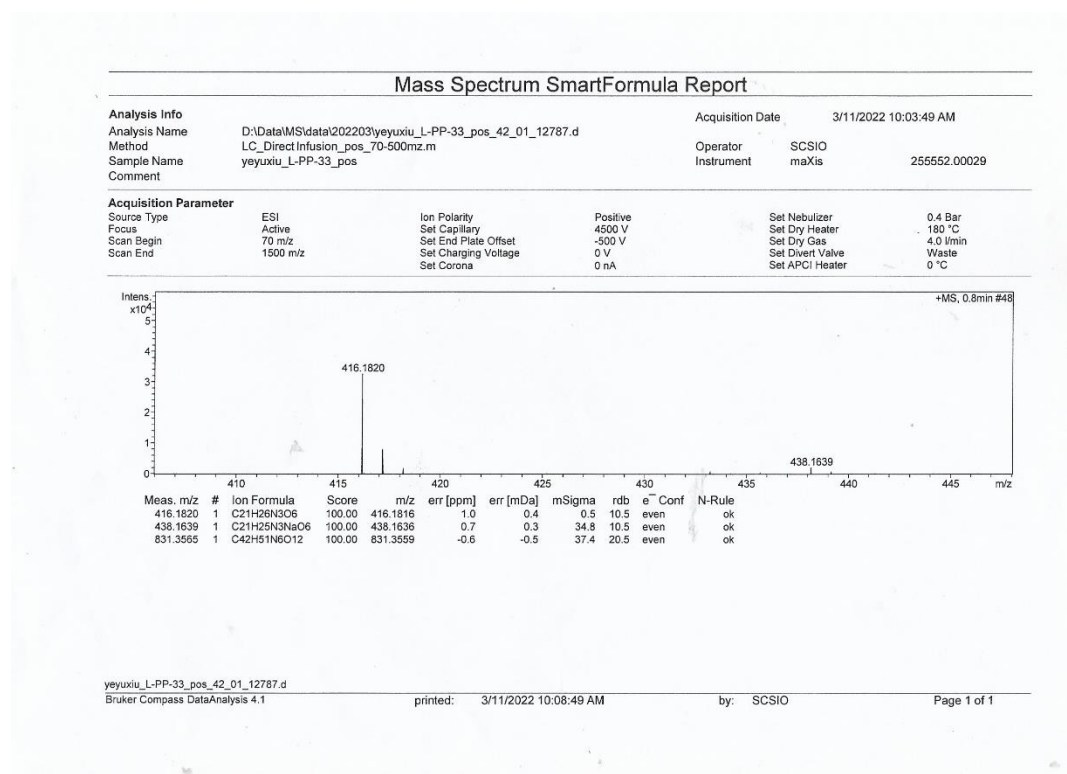 Mass Spectrum SmartFormula Report
Analysis Info
Acquisition Date 3/11/2022 10:03:49 AM
Analysis Name D:\Data\MS\data\202203\yeyuxiu_L-PP-33_pos_42_01_12787.d
Method LC_Direct Infusion_pos_70-500mz.m Operator SCSIO
Sample Name yeyuxiu_L-PP-33_pos Instrument maXis 255552.00029
Comment
Acquisition Parameter
Source Type ESI Ion Polarity Positive Set Nebulizer 0.4 Bar
Focus Active Set Capillary 4500 V Set Dry Heater 180 °C
Scan Begin 70 m/z Set End Plate Offset -500 V Set Dry Gas 4.0 l/min
Scan End 1500 m/z Set Charging Voltage 0 V Set Divert Valve Waste
Set Corona 0 nA Set APCI Heater 0 °C
Intens. +MS, 0.8min #48
x10⁴
5
4
416.1820
3
2
1
438.1639
0
410 415 420 425 430 435 440 445 m/z
Meas. m/z # Ion Formula Score m/z err [ppm] err [mDa] mSigma rdb e⁻ Conf N-Rule
416.1820 1 C21H26N3O6 100.00 416.1816 1.0 0.4 0.5 10.5 even ok
438.1639 1 C21H25N3NaO6 100.00 438.1636 0.7 0.3 34.8 10.5 even ok
831.3565 1 C42H51N6O12 100.00 831.3559 -0.6 -0.5 37.4 20.5 even ok
yeyuxiu_L-PP-33_pos_42_01_12787.d
Bruker Compass DataAnalysis 4.1 printed: 3/11/2022 10:08:49 AM by: SCSIO Page 1 of 1